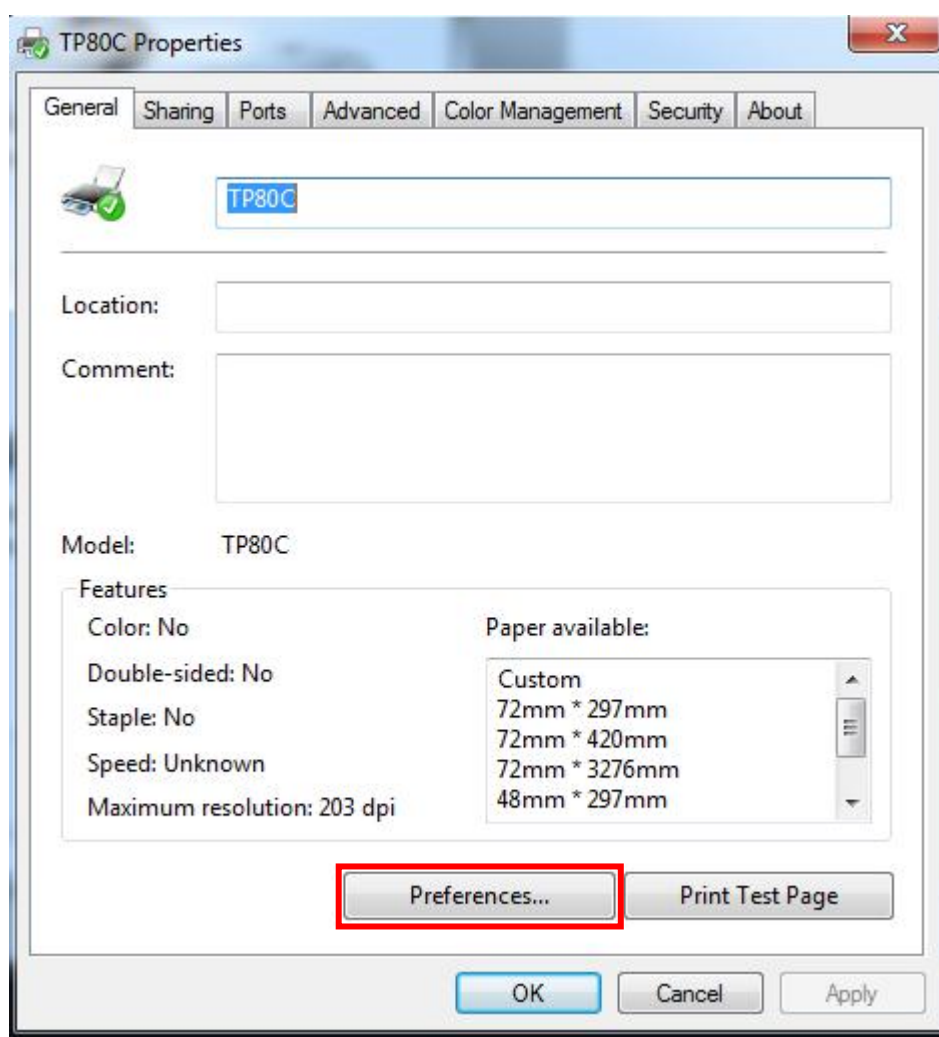 TP80C Properties
General Sharing Ports Advanced Color Management Security About
TP80C
Location:
Comment:
Model: TP80C
Features
Color: No
Paper available:
Double-sided: No
Custom
72mm * 297mm
Staple: No
72mm * 420mm
Speed: Unknown
72mm * 3276mm
Maximum resolution: 203 dpi
48mm * 297mm
Preferences... Print Test Page
OK Cancel Apply